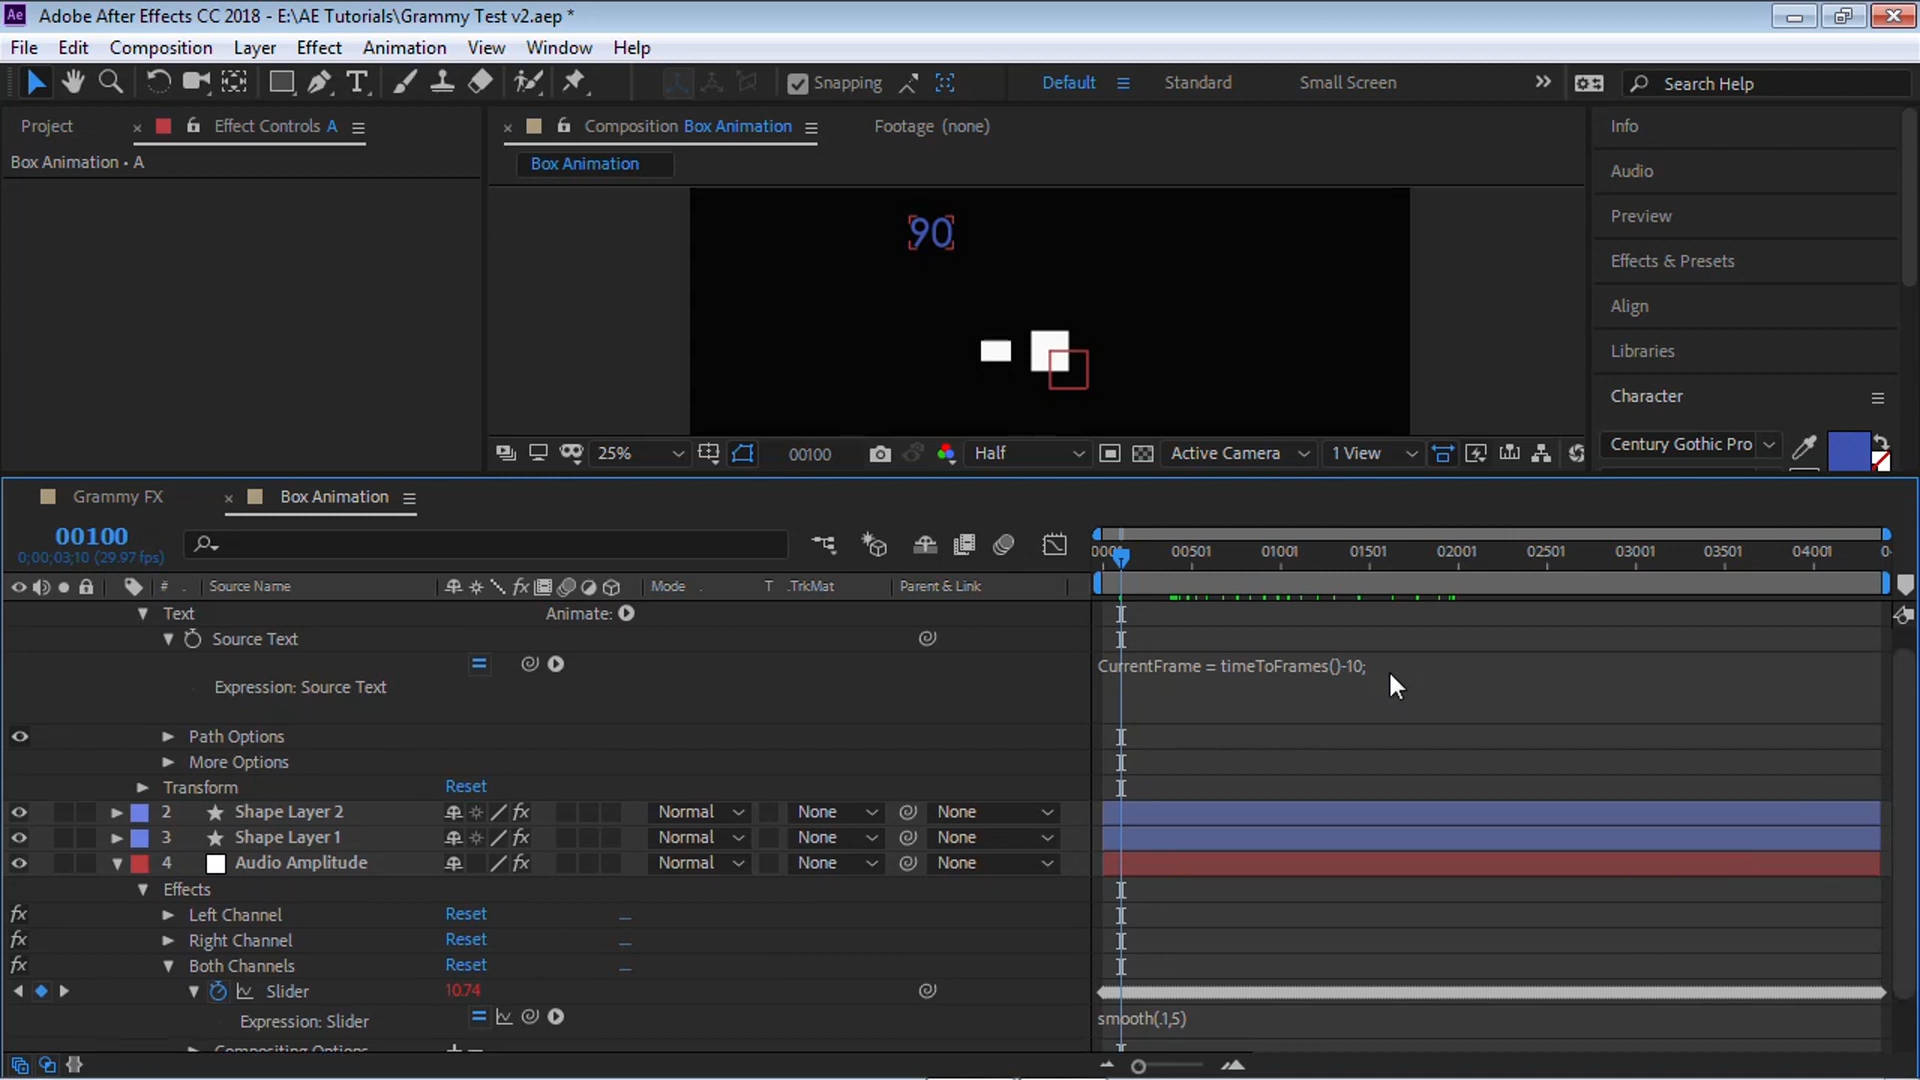 Ae Adobe After Effects CC 2018 - E:\AE Tutorials\Grammy Test v2.aep *
File Edit Composition Layer Effect Animation View Window Help
Snapping Default Standard Small Screen Search Help
Project Effect Controls A Composition Box Animation Footage (none) Info
Box Animation • A Box Animation
Audio
Preview
90
Effects & Presets
Align
Libraries
Character
Century Gothic Pro
25% 00100 Half Active Camera 1 View
Grammy FX Box Animation
00100
0;00;03;10 (29.97 fps)
00501 01001 01501 02001 02501 03001 03501 04001
# Source Name Mode T .TrkMat Parent & Link
Text Animate:
Source Text
CurrentFrame = timeToFrames()-10;
Expression: Source Text
Path Options
More Options
Transform Reset
2 Shape Layer 2 Normal None None
3 Shape Layer 1 Normal None None
4 Audio Amplitude Normal None None
Effects
fx Left Channel Reset
fx Right Channel Reset
fx Both Channels Reset
Slider 10.74
Expression: Slider smooth(.1,5)
Compositing Options